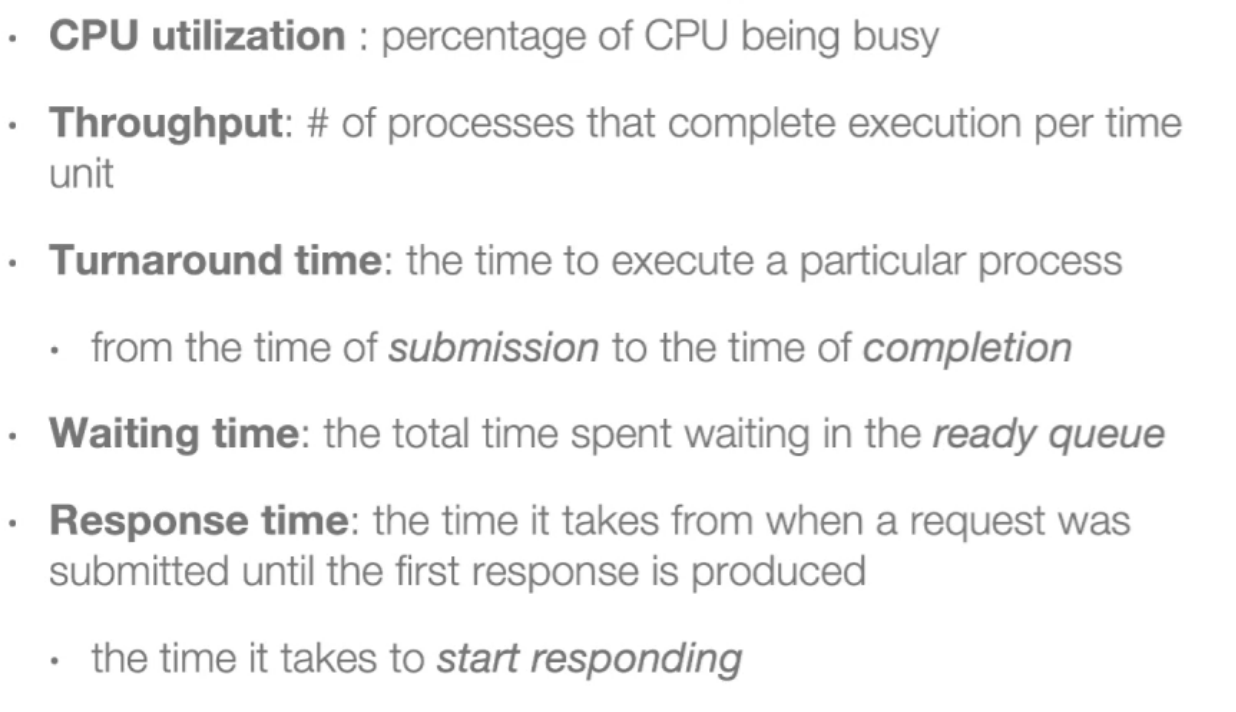 · CPU utilization : percentage of CPU being busy
· Throughput: # of processes that complete execution per time
unit
· Turnaround time: the time to execute a particular process
· from the time of submission to the time of completion
· Waiting time: the total time spent waiting in the ready queue
· Response time: the time it takes from when a request was
submitted until the first response is produced
· the time it takes to start responding